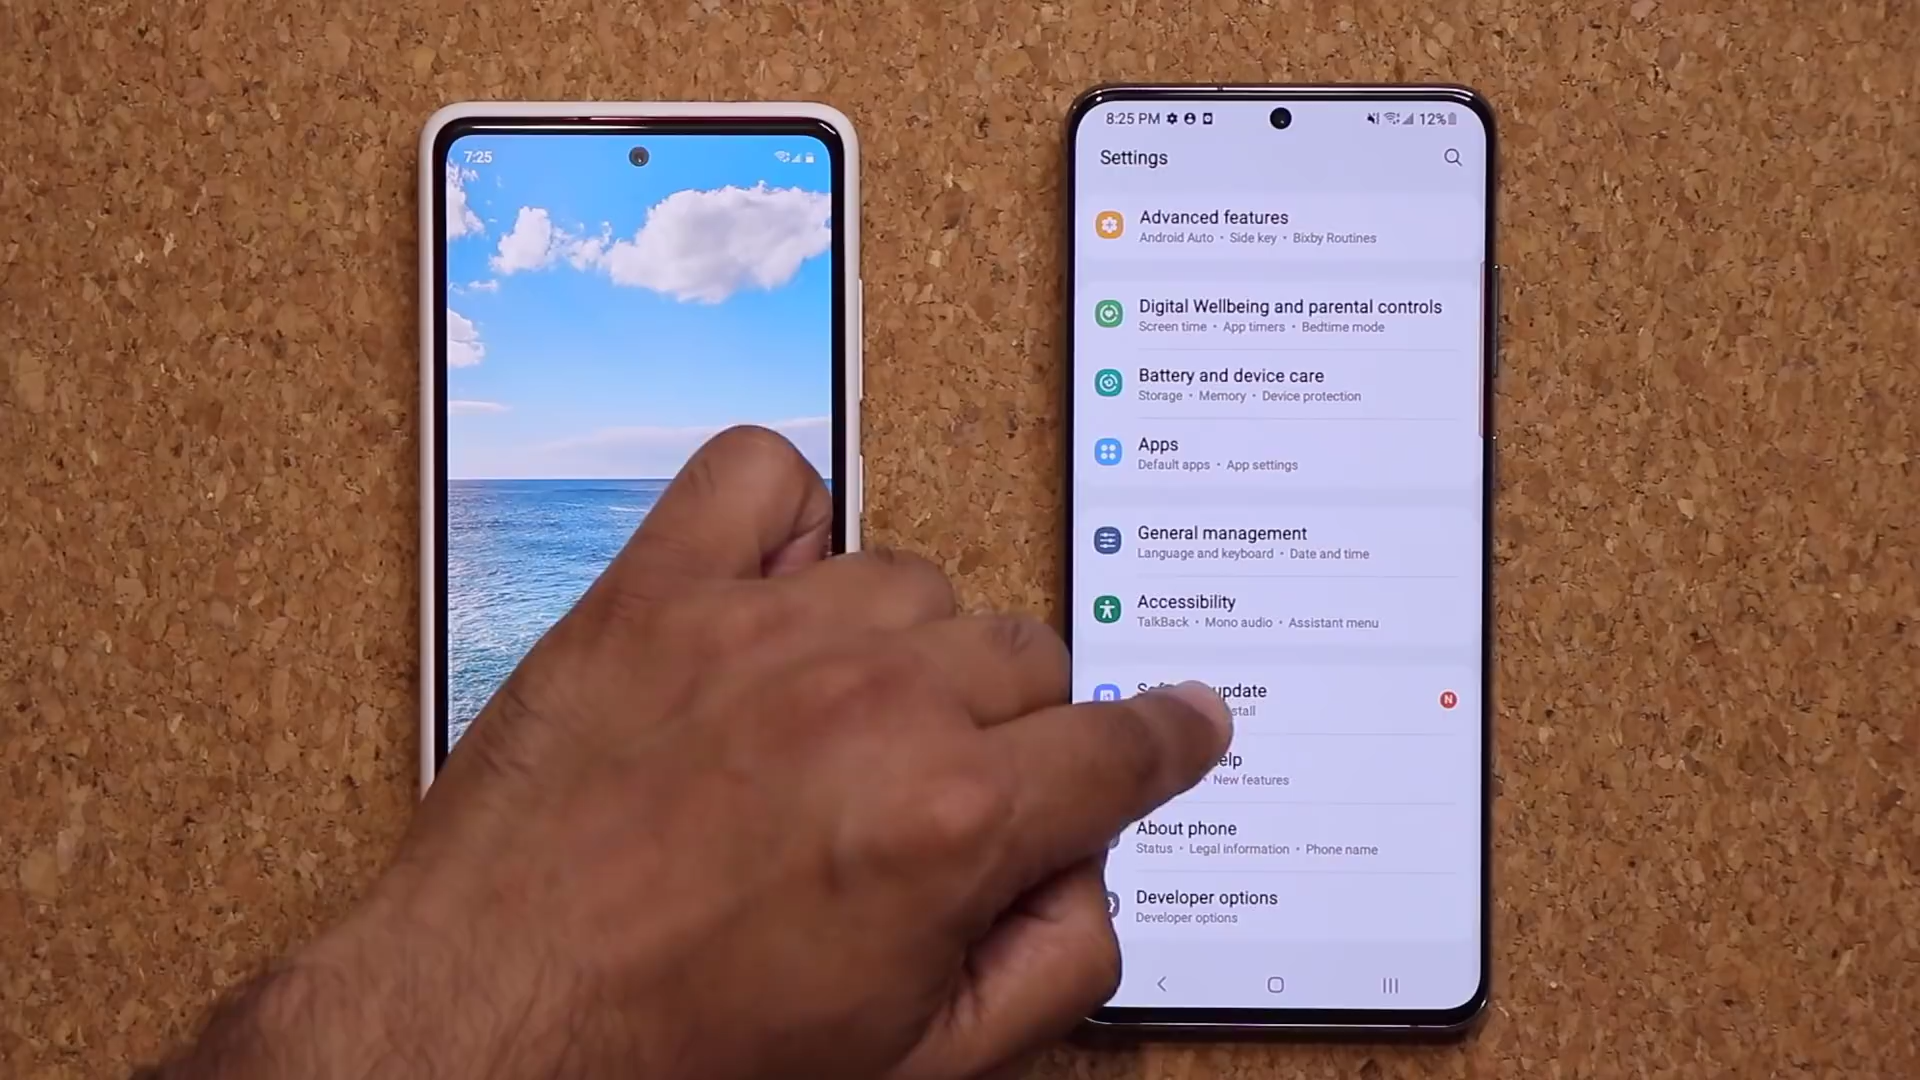 7:25
8:25 PM
12%
Settings
Advanced features
Android Auto • Side key • Bixby Routines
Digital Wellbeing and parental controls
Screen time • App timers • Bedtime mode
Battery and device care
Storage • Memory • Device protection
Apps
Default apps • App settings
General management
Language and keyboard • Date and time
Accessibility
TalkBack • Mono audio • Assistant menu
update
N
New features
About phone
Status • Legal information • Phone name
Developer options
Developer options